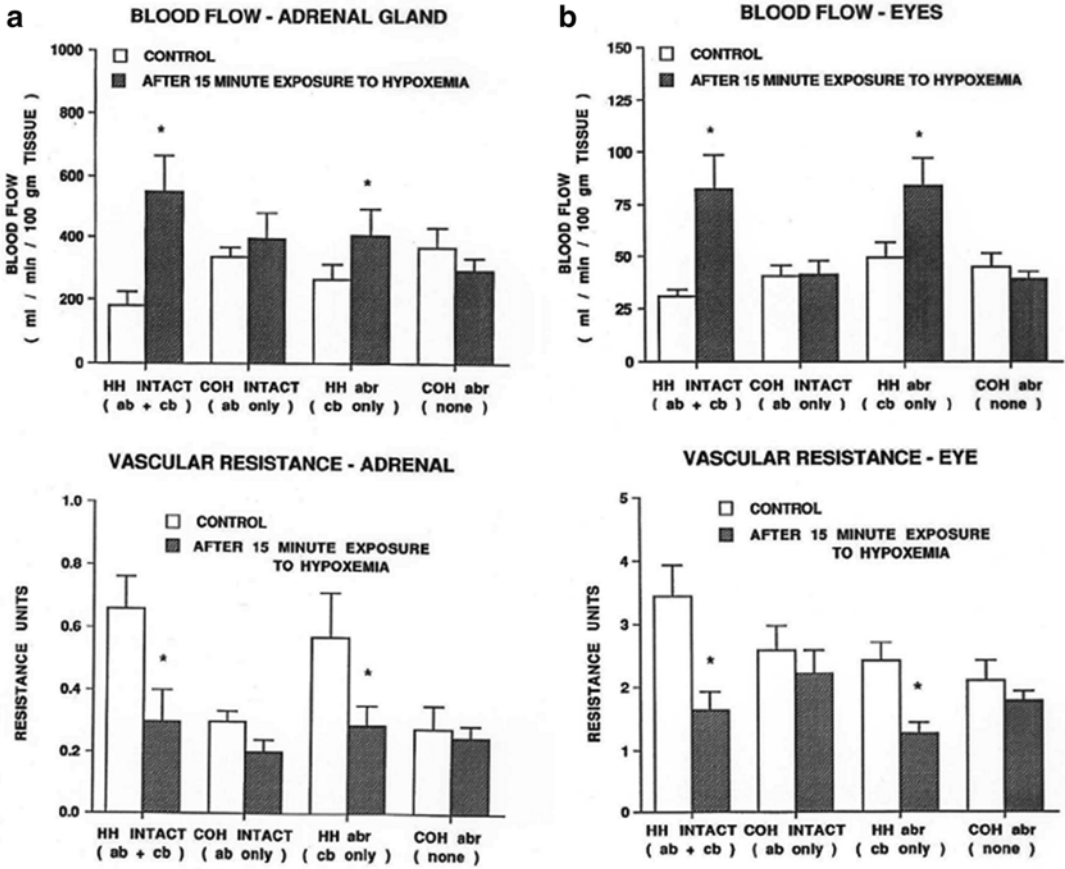 a
BLOOD FLOW - ADRENAL GLAND
1000
800
600
400
200
0
BLOOD FLOW
( ml / min / 100 gm TISSUE )
CONTROL
AFTER 15 MINUTE EXPOSURE TO HYPOXEMIA
*
*
HH INTACT COH INTACT HH abr COH abr
( ab + cb ) ( ab only ) ( cb only ) ( none )
b
BLOOD FLOW - EYES
150
125
100
75
50
25
0
BLOOD FLOW
( ml / min / 100 gm TISSUE )
CONTROL
AFTER 15 MINUTE EXPOSURE TO HYPOXEMIA
*
*
HH INTACT COH INTACT HH abr COH abr
( ab + cb ) ( ab only ) ( cb only ) ( none )
VASCULAR RESISTANCE - ADRENAL
1.0
0.8
0.6
0.4
0.2
0.0
RESISTANCE UNITS
CONTROL
AFTER 15 MINUTE EXPOSURE
TO HYPOXEMIA
*
*
HH INTACT COH INTACT HH abr COH abr
( ab + cb ) ( ab only ) ( cb only ) ( none )
VASCULAR RESISTANCE - EYE
5
4
3
2
1
0
RESISTANCE UNITS
CONTROL
AFTER 15 MINUTE EXPOSURE
TO HYPOXEMIA
*
*
HH INTACT COH INTACT HH abr COH abr
( ab + cb ) ( ab only ) ( cb only ) ( none )